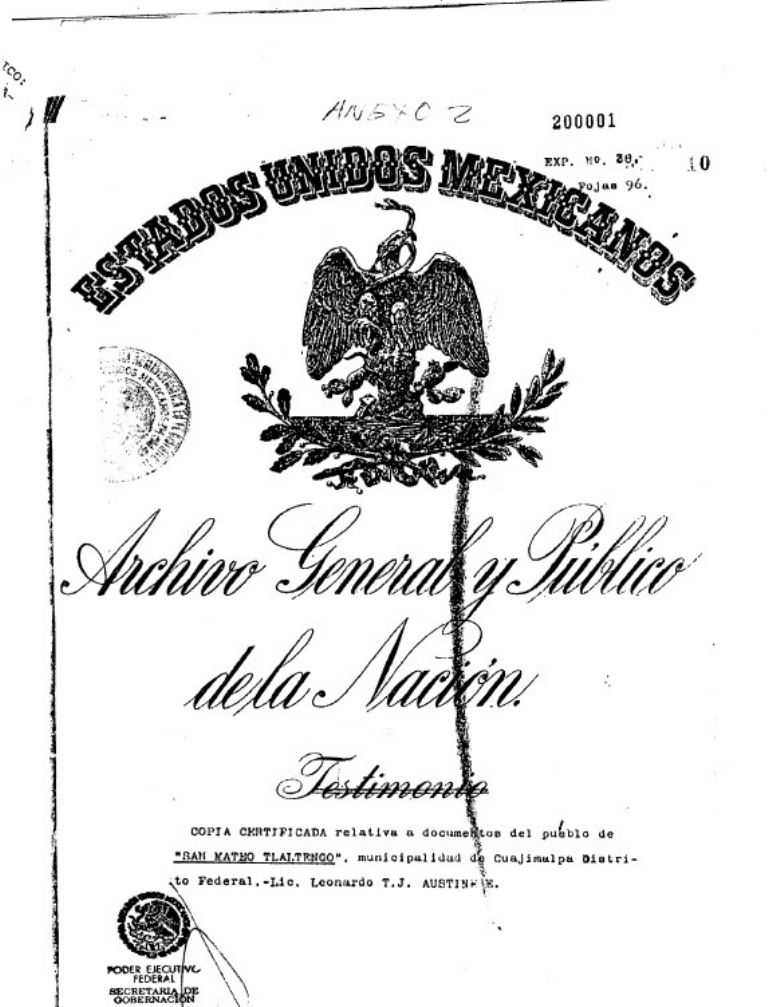 ANEXO 2
200001
EXP. No. 38. 10
Fojas 96.
ESTADOS UNIDOS MEXICANOS
Archivo General y Público
de la Nación.
Testimonio
COPIA CERTIFICADA relativa a documentos del pueblo de
"SAN MATEO TLALTENGO", municipalidad de Cuajimalpa Distri-
to Federal.-Lic. Leonardo T.J.
PODER EJECUTIVO
FEDERAL
SECRETARIA DE
GOBERNACIÓN